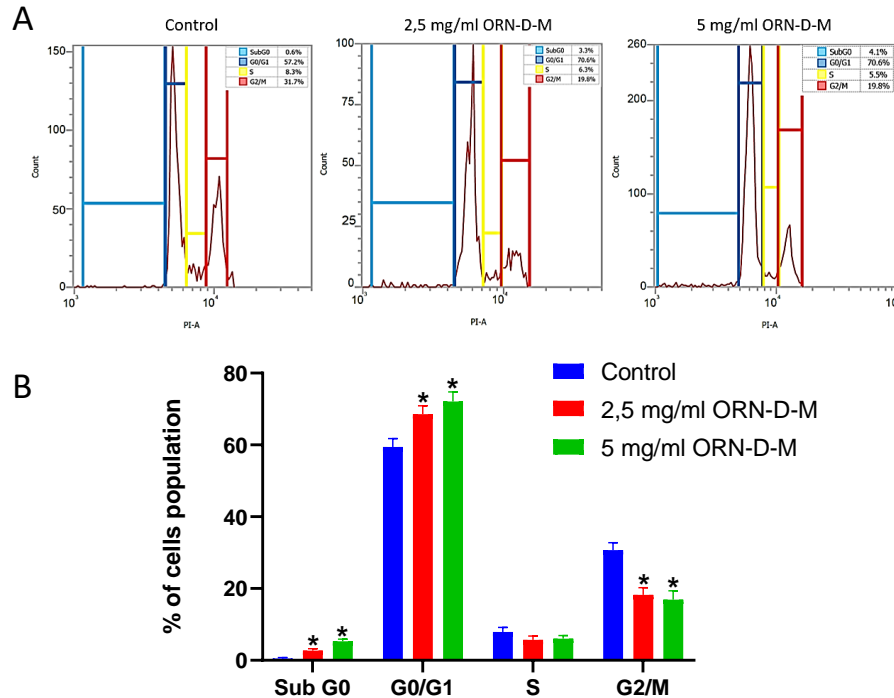 A
Control
2,5 mg/ml ORN-D-M
5 mg/ml ORN-D-M
150
100
50
0
Count
10³
10⁴
PI-A
SubG0 0.6%
G0/G1 57.2%
S 8.3%
G2/M 31.7%
100
75
50
25
0
Count
10³
10⁴
PI-A
SubG0 3.3%
G0/G1 70.6%
S 6.3%
G2/M 19.8%
260
200
100
0
Count
10³
10⁴
10⁵
PI-A
SubG0 4.1%
G0/G1 70.6%
S 5.5%
G2/M 19.8%
B
% of cells population
80
60
40
20
0
* *
* *
* *
Sub G0 G0/G1 S G2/M
Control
2,5 mg/ml ORN-D-M
5 mg/ml ORN-D-M